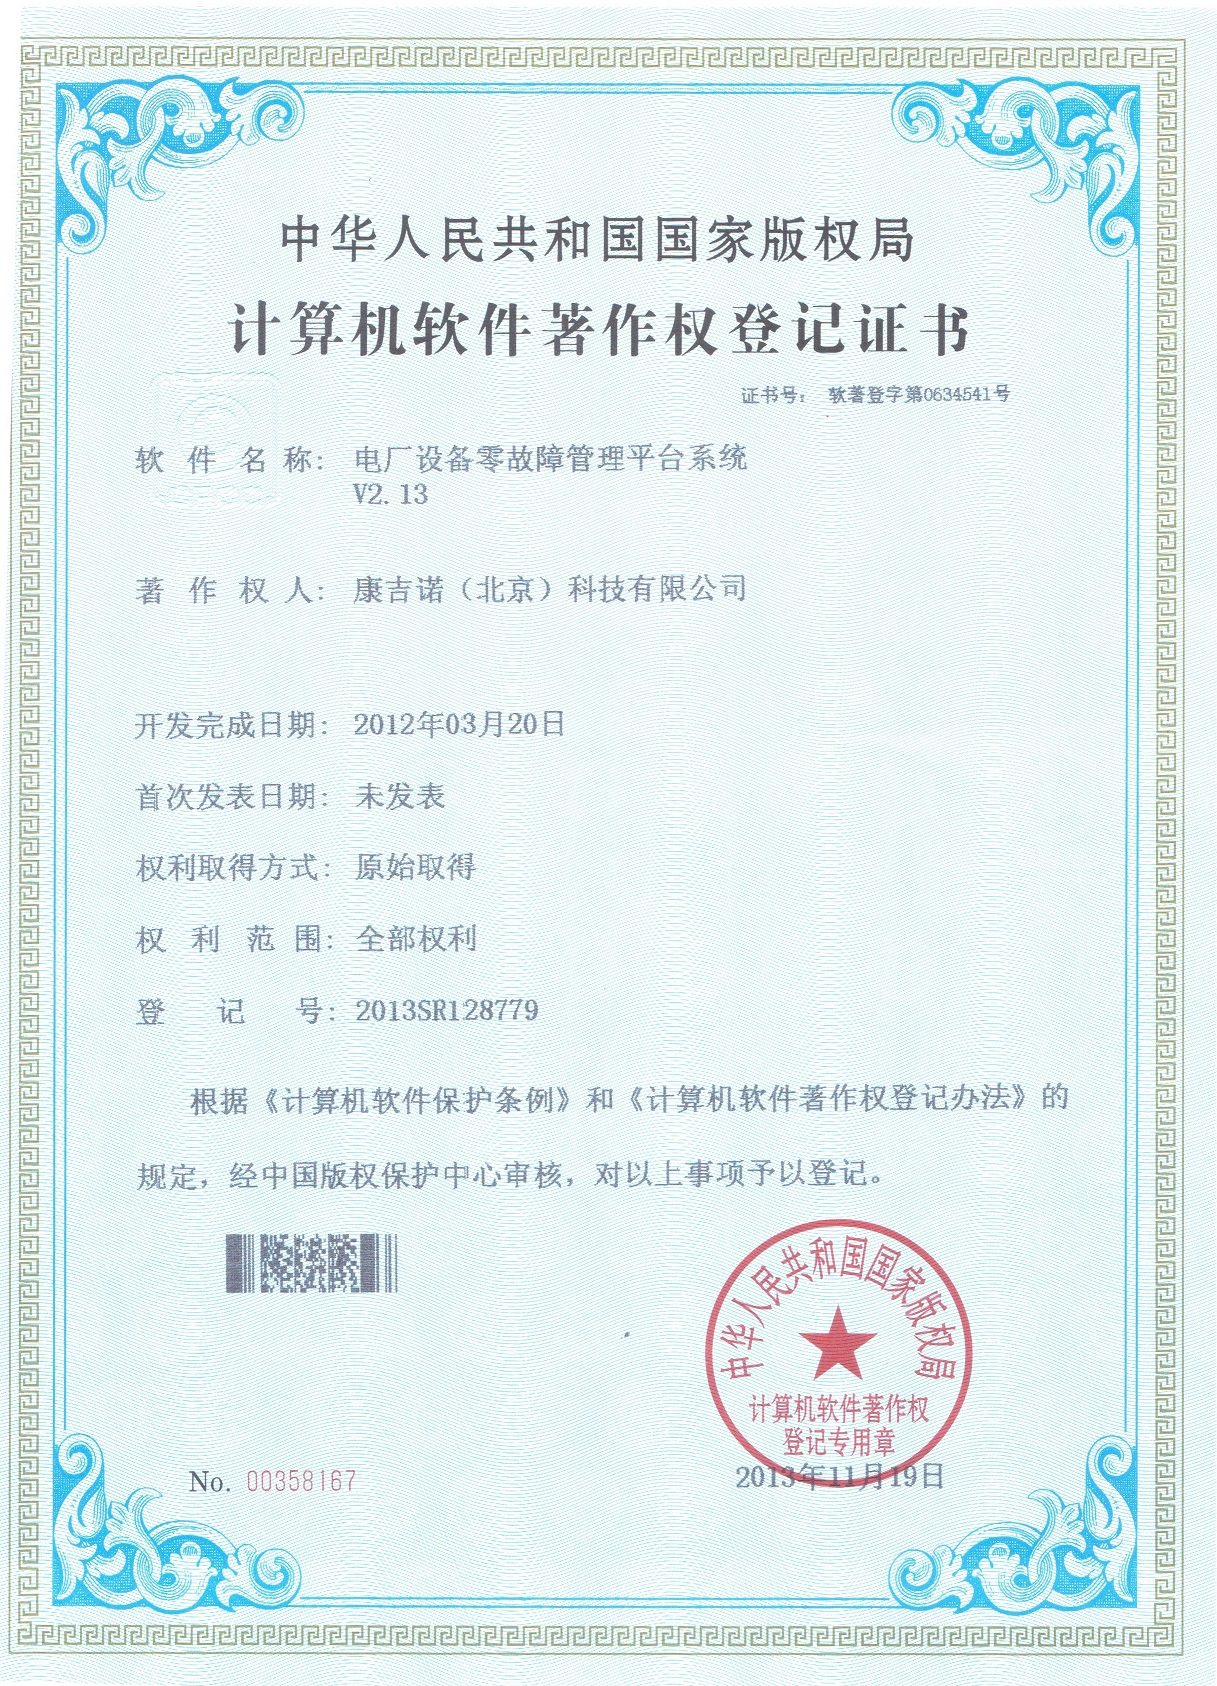 中华人民共和国国家版权局
计算机软件著作权登记证书
证书号： 软著登字第0634541号
软件名称： 电厂设备零故障管理平台系统
V2.13
著作权人： 康吉诺（北京）科技有限公司
开发完成日期： 2012年03月20日
首次发表日期： 未发表
权利取得方式： 原始取得
权利范围： 全部权利
登记号： 2013SR128779
根据《计算机软件保护条例》和《计算机软件著作权登记办法》的
规定，经中国版权保护中心审核，对以上事项予以登记。
中华人民共和国国家版权局
计算机软件著作权
登记专用章
No. 00358167
2013年11月19日